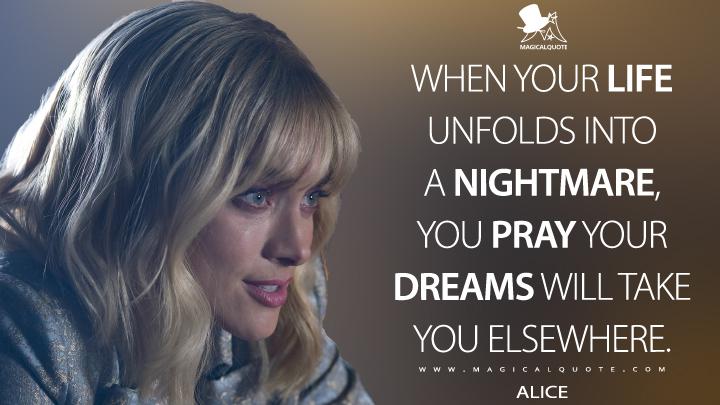 MAGICALQUOTE
WHEN YOUR LIFE
UNFOLDS INTO
A NIGHTMARE,
YOU PRAY YOUR
DREAMS WILL TAKE
YOU ELSEWHERE.
WWW.MAGICALQUOTE.COM
ALICE